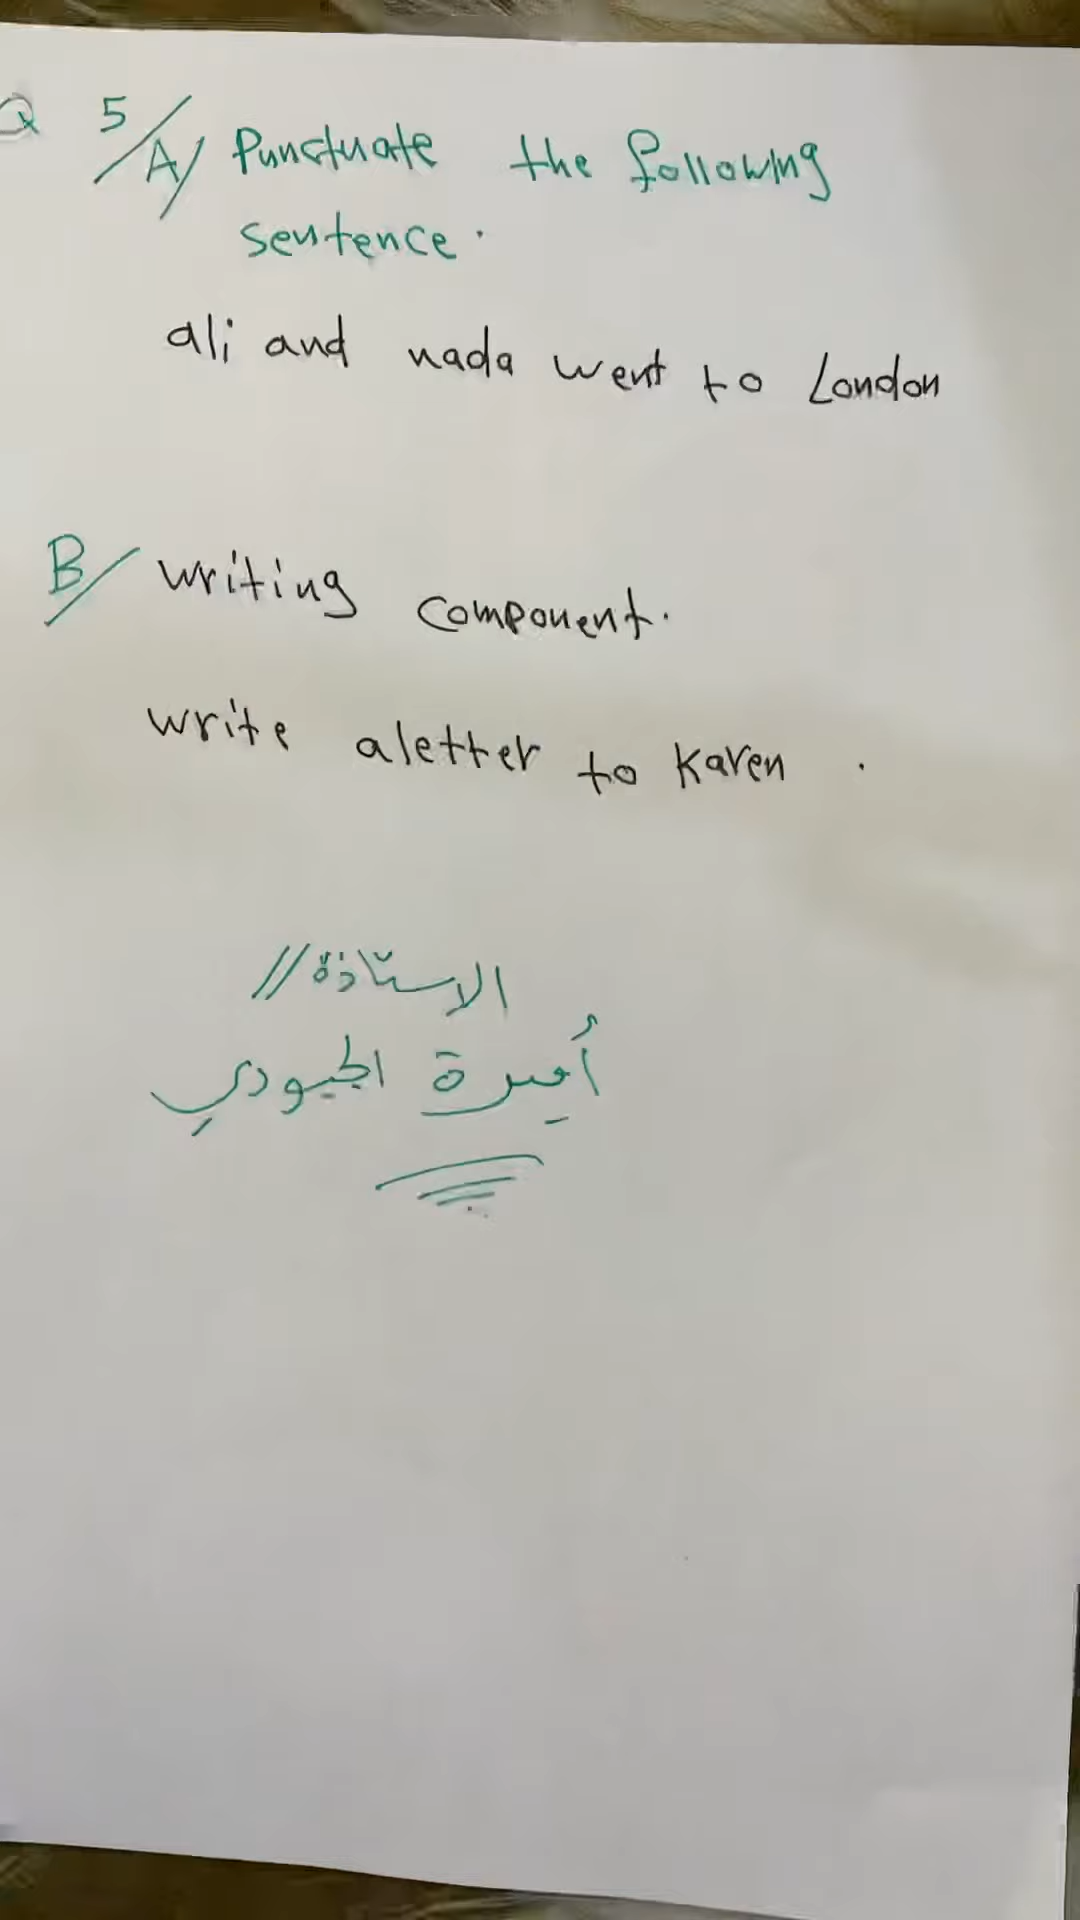 Q 5/A/ Punctuate the following
sentence.
ali and nada went to London
B/ writing component.
write aletter to Karen .
الاستاذة //
أميرة الجبودي